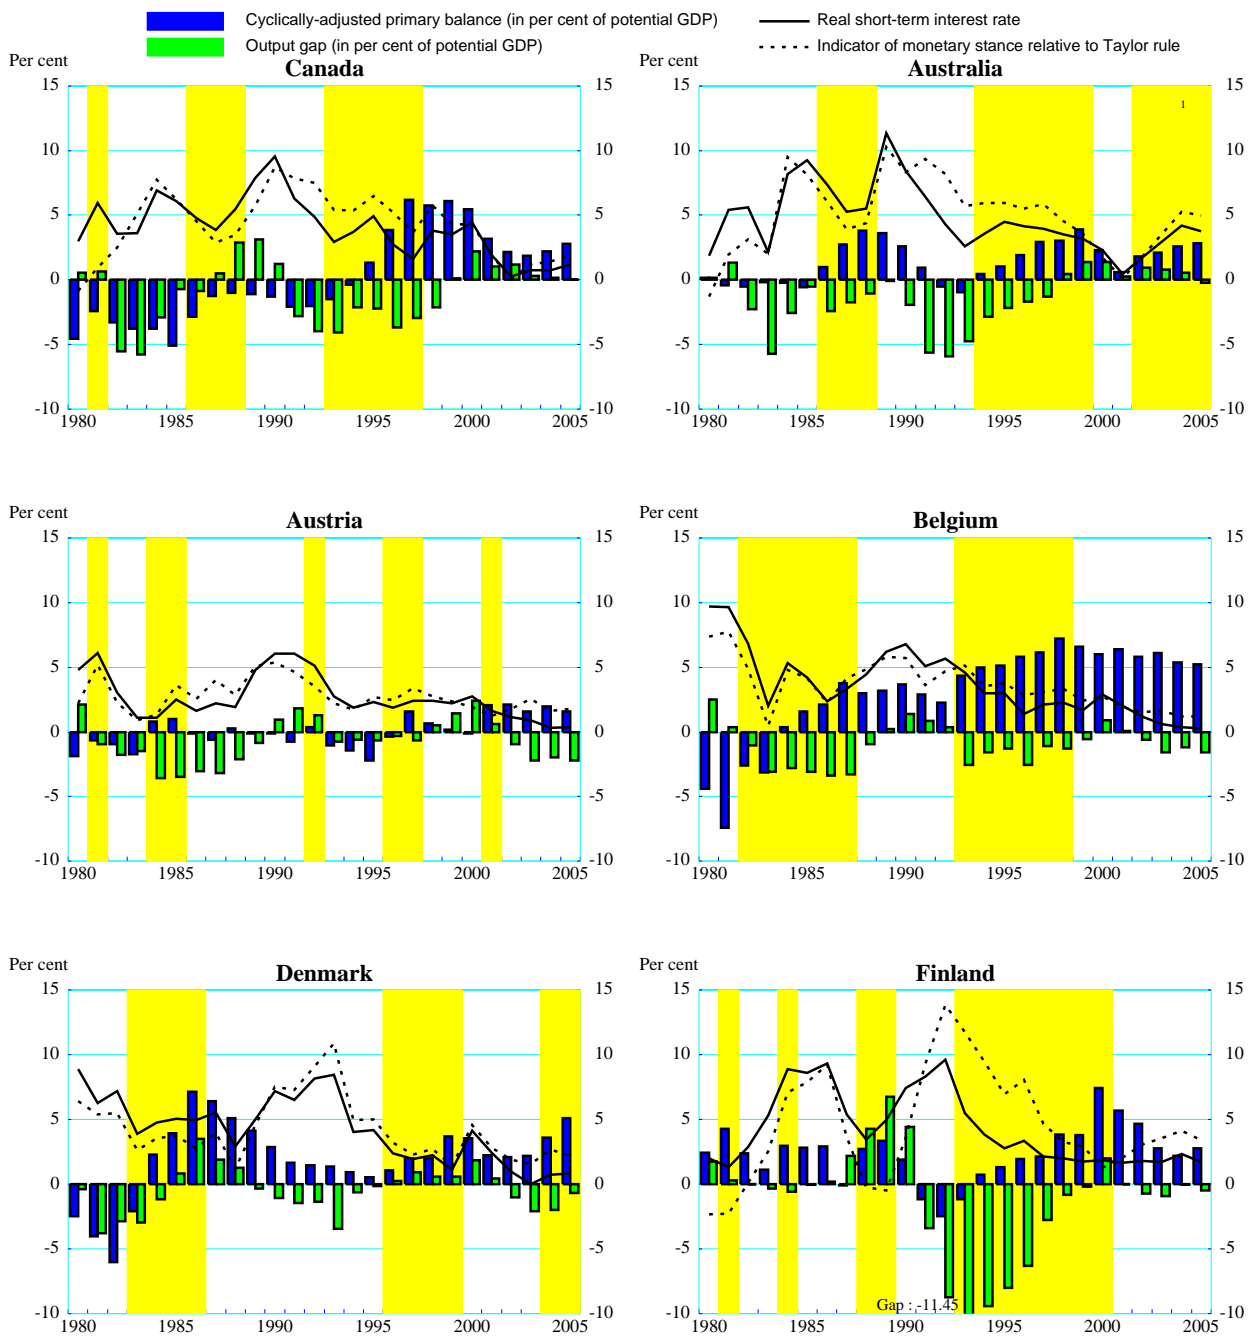 Cyclically-adjusted primary balance (in per cent of potential GDP) Real short-term interest rate
Output gap (in per cent of potential GDP) Indicator of monetary stance relative to Taylor rule
Per cent Canada
15 15
10 10
5 5
0 0
-5 -5
-10 -10
1980 1985 1990 1995 2000 2005
Per cent Australia
15 15
1
10 10
5 5
0 0
-5 -5
-10 -10
1980 1985 1990 1995 2000 2005
Per cent Austria
15 15
10 10
5 5
0 0
-5 -5
-10 -10
1980 1985 1990 1995 2000 2005
Per cent Belgium
15 15
10 10
5 5
0 0
-5 -5
-10 -10
1980 1985 1990 1995 2000 2005
Per cent Denmark
15 15
10 10
5 5
0 0
-5 -5
-10 -10
1980 1985 1990 1995 2000 2005
Per cent Finland
15 15
10 10
5 5
0 0
-5 -5
Gap : -11.45
-10 -10
1980 1985 1990 1995 2000 2005